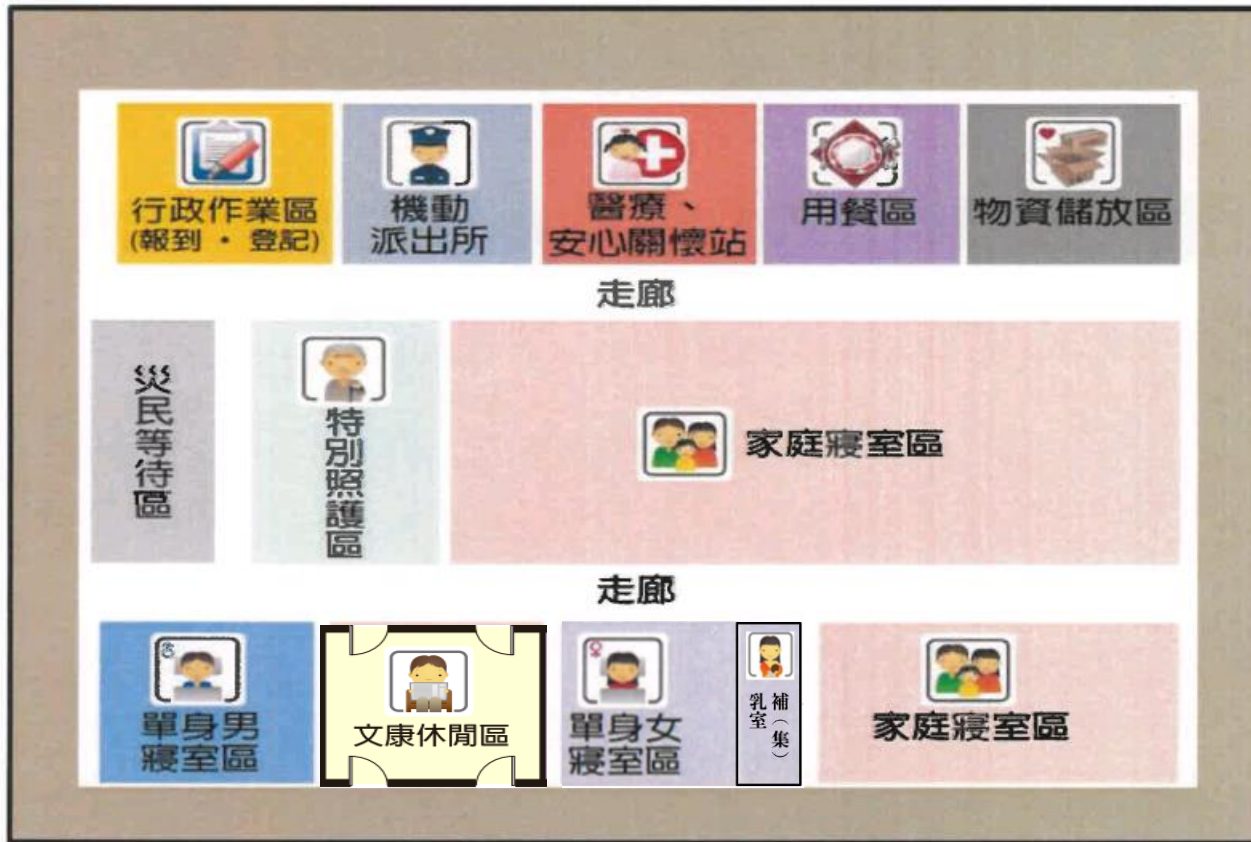 行政作業區
(報到・登記)
機動
派出所
醫療、
安心關懷站
用餐區
物資儲放區
走廊
災民等待區
特別照護區
家庭寢室區
走廊
單身男
寢室區
文康休閒區
單身女
寢室區
補（集）
乳室
家庭寢室區